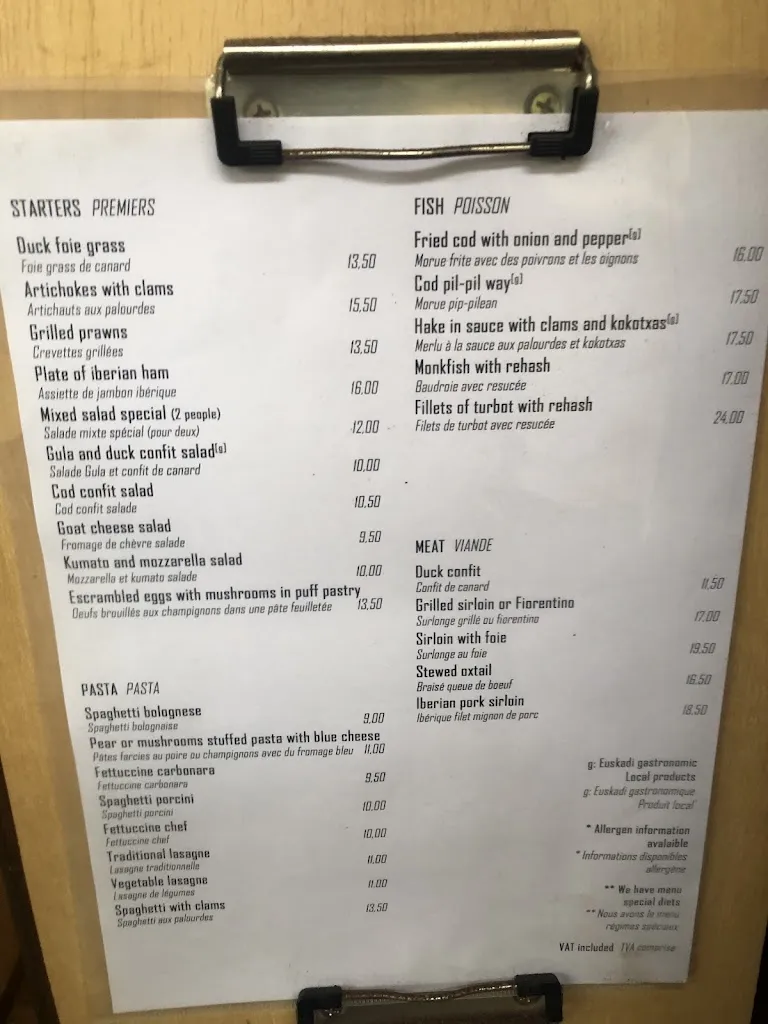 STARTERS PREMIERS
Duck foie grass
Foie grass de canard 13,50
Artichokes with clams
Artichauts aux palourdes 15,50
Grilled prawns
Crevettes grillées 13,50
Plate of iberian ham
Assiette de jambon ibérique 16,00
Mixed salad special (2 people)
Salade mixte spécial (pour deux) 12,00
Gula and duck confit salad(g)
Salade Gula et confit de canard 10,00
Cod confit salad
Cod confit salade 10,50
Goat cheese salad
Fromage de chèvre salade 9,50
Kumato and mozzarella salad
Mozzarella et kumato salade 10,00
Escrambled eggs with mushrooms in puff pastry
Oeufs brouillés aux champignons dans une pâte feuilletée 13,50
PASTA PASTA
Spaghetti bolognese
Spaghetti bolognaise 9,00
Pear or mushrooms stuffed pasta with blue cheese
Pâtes farcies au poire ou champignons avec du fromage bleu 11,00
Fettuccine carbonara
Fettuccine carbonara 9,50
Spaghetti porcini
Spaghetti porcini 10,00
Fettuccine chef
Fettuccine chef 10,00
Traditional lasagne
Lasagne traditionnelle 11,00
Vegetable lasagne
Lasagne de légumes 11,00
Spaghetti with clams
Spaghetti aux palourdes 13,50
FISH POISSON
Fried cod with onion and pepper(g)
Morue frite avec des poivrons et les oignons 16,00
Cod pil-pil way(g)
Morue pip-pilean 17,50
Hake in sauce with clams and kokotxas(g)
Merlu à la sauce aux palourdes et kokotxas 17,50
Monkfish with rehash
Baudroie avec resucée 17,00
Fillets of turbot with rehash
Filets de turbot avec resucée 24,00
MEAT VIANDE
Duck confit
Confit de canard 11,50
Grilled sirloin or Fiorentino
Surlonge grillé ou fiorentino 17,00
Sirloin with foie
Surlonge au foie 19,50
Stewed oxtail
Braisé queue de boeuf 16,50
Iberian pork sirloin
Ibérique filet mignon de porc 18,50
g: Euskadi gastronomic
Local products
g: Euskadi gastronomique
Produit local
* Allergen information
avalaible
* Informations disponibles
allergène
** We have menu
special diets
** Nous avons le menu
régimes spéciaux
VAT included TVA comprise